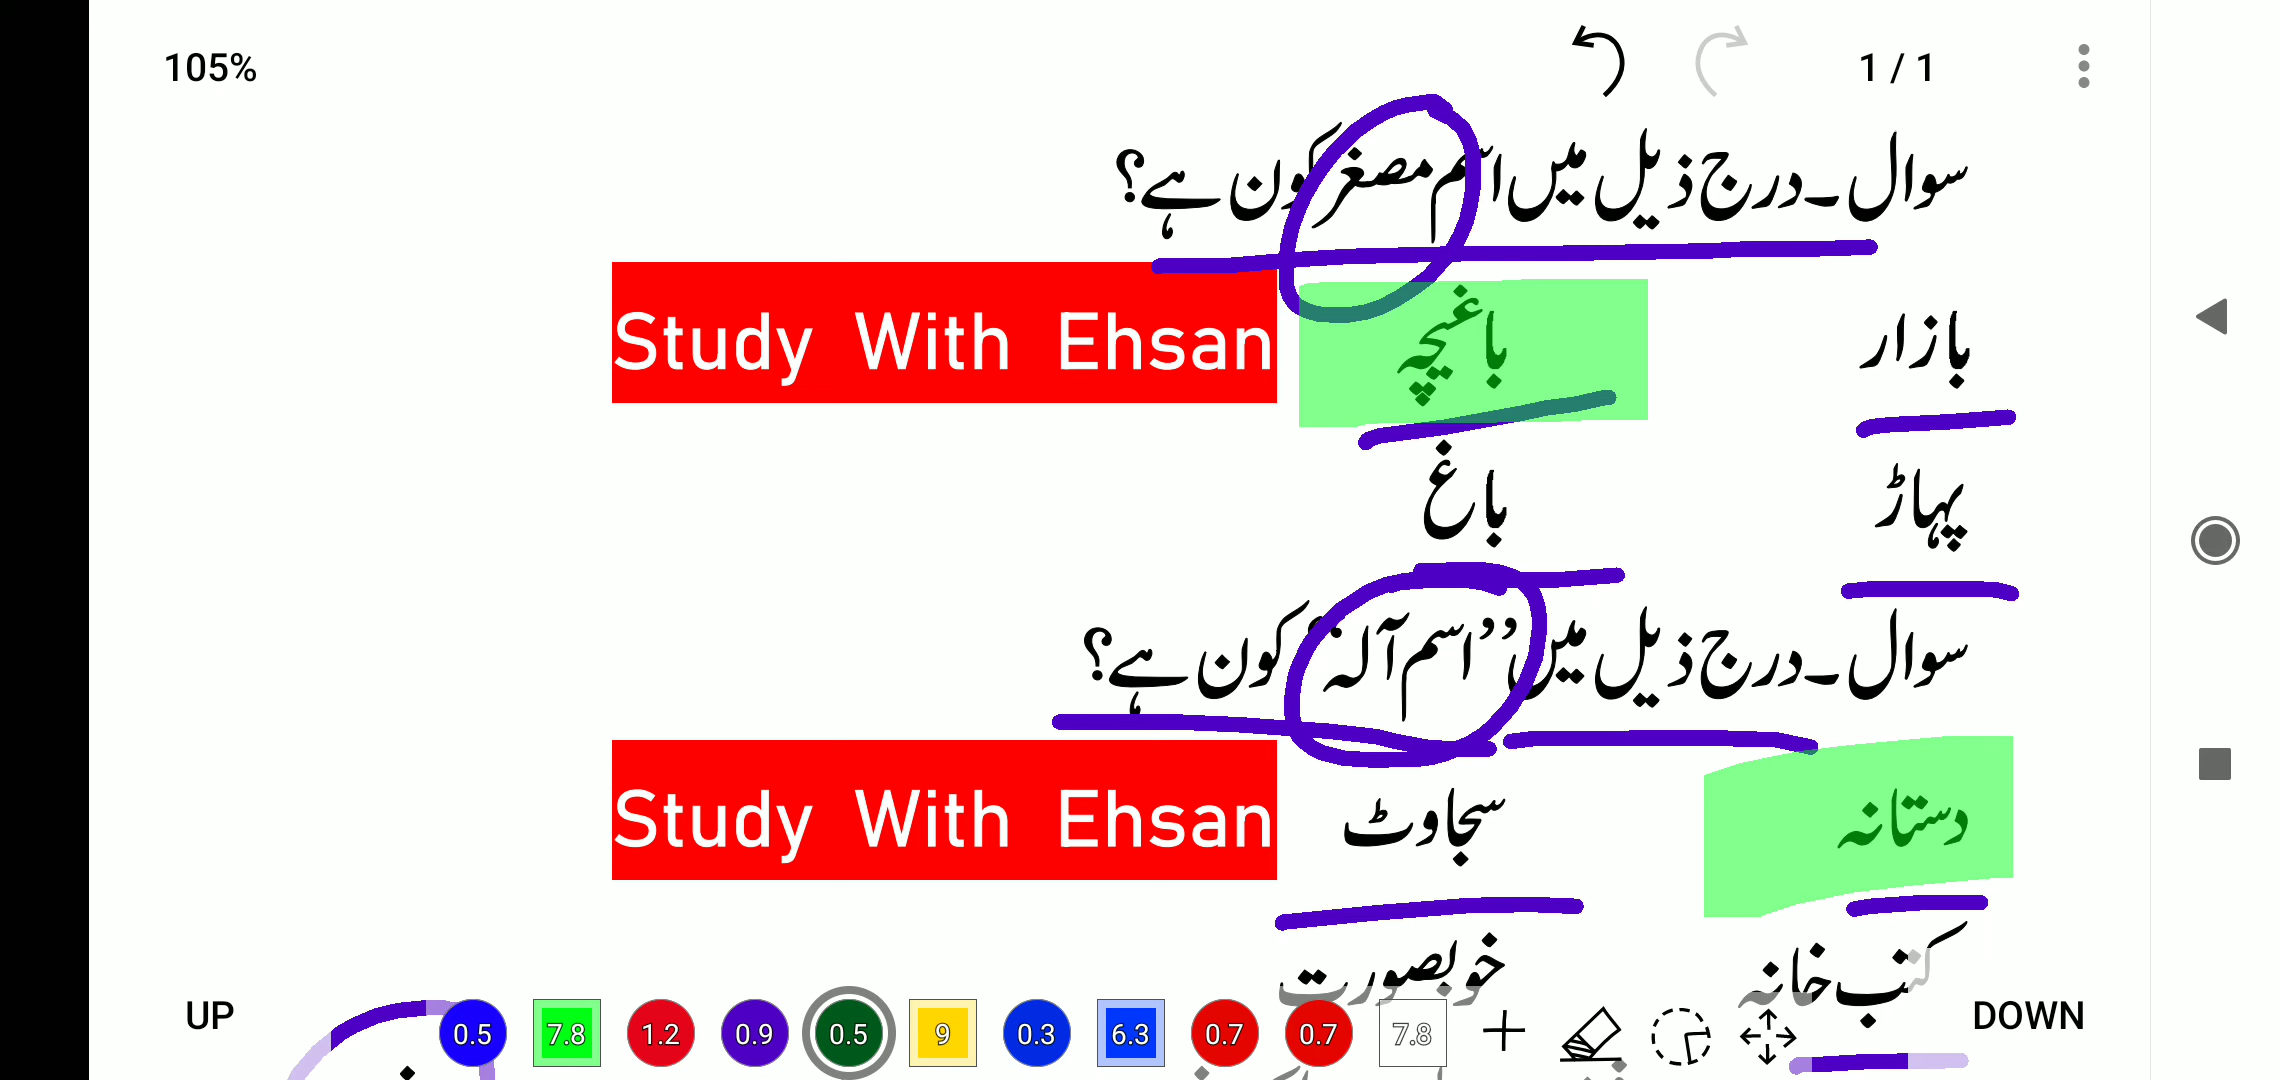 105%
1 / 1
سوال۔درج ذیل میں اسم مصغر کون ہے؟
بازار
باغیچہ
Study With Ehsan
پہاڑ
باغ
سوال۔درج ذیل میں ’’اسم آلہ‘‘ کون ہے؟
دستانہ
سجاوٹ
Study With Ehsan
کتب خانہ
خوبصورت
UP
0.5
7.8
1.2
0.9
0.5
9
0.3
6.3
0.7
0.7
7.8
DOWN